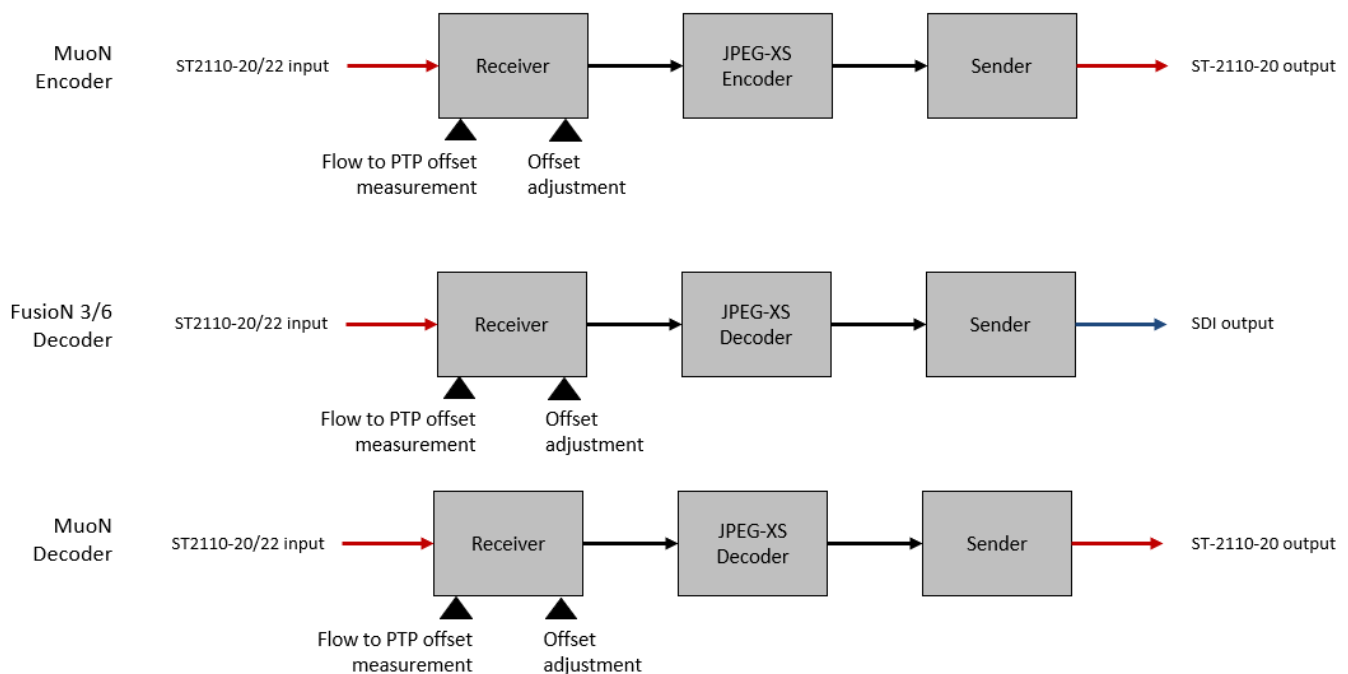 MuoN
Encoder
ST2110-20/22 input
Receiver
JPEG-XS
Encoder
Sender
ST-2110-20 output
Flow to PTP offset
measurement
Offset
adjustment
FusioN 3/6
Decoder
ST2110-20/22 input
Receiver
JPEG-XS
Decoder
Sender
SDI output
Flow to PTP offset
measurement
Offset
adjustment
MuoN
Decoder
ST2110-20/22 input
Receiver
JPEG-XS
Decoder
Sender
ST-2110-20 output
Flow to PTP offset
measurement
Offset
adjustment